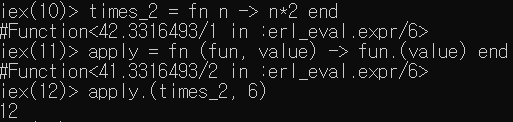 iex(10)> times_2 = fn n -> n*2 end
#Function<42.3316493/1 in :erl_eval.expr/6>
iex(11)> apply = fn (fun, value) -> fun.(value) end
#Function<41.3316493/2 in :erl_eval.expr/6>
iex(12)> apply.(times_2, 6)
12